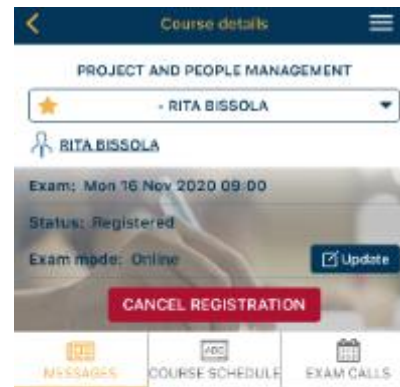 Course details
PROJECT AND PEOPLE MANAGEMENT
- RITA BISSOLA
RITA BISSOLA
Exam: Mon 16 Nov 2020 09:00
Status: Registered
Exam mode: Online
Update
CANCEL REGISTRATION
MESSAGES COURSE SCHEDULE EXAM CALLS